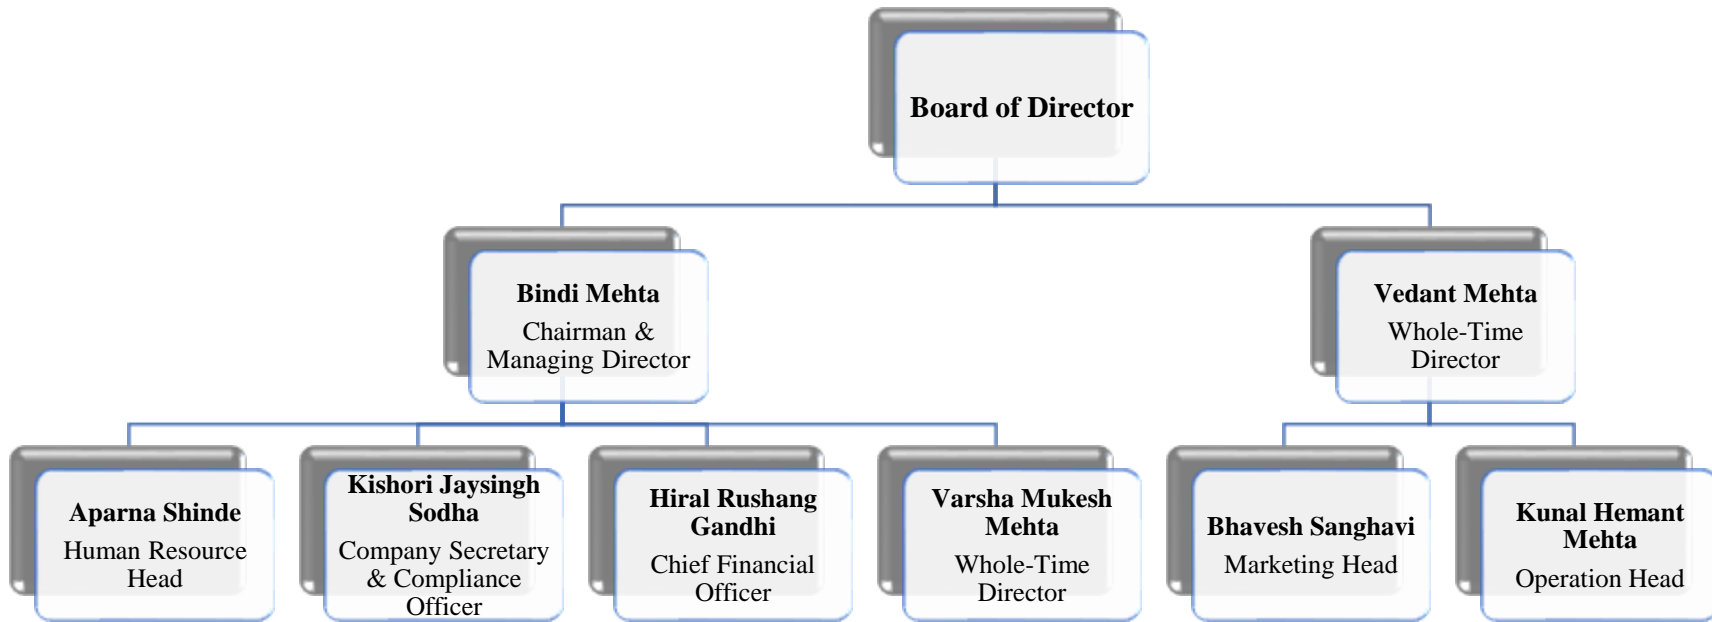 Board of Director
Bindi Mehta
Chairman &
Managing Director
Vedant Mehta
Whole-Time
Director
Aparna Shinde
Human Resource
Head
Kishori Jaysingh
Sodha
Company Secretary
& Compliance
Officer
Hiral Rushang
Gandhi
Chief Financial
Officer
Varsha Mukesh
Mehta
Whole-Time
Director
Bhavesh Sanghavi
Marketing Head
Kunal Hemant
Mehta
Operation Head